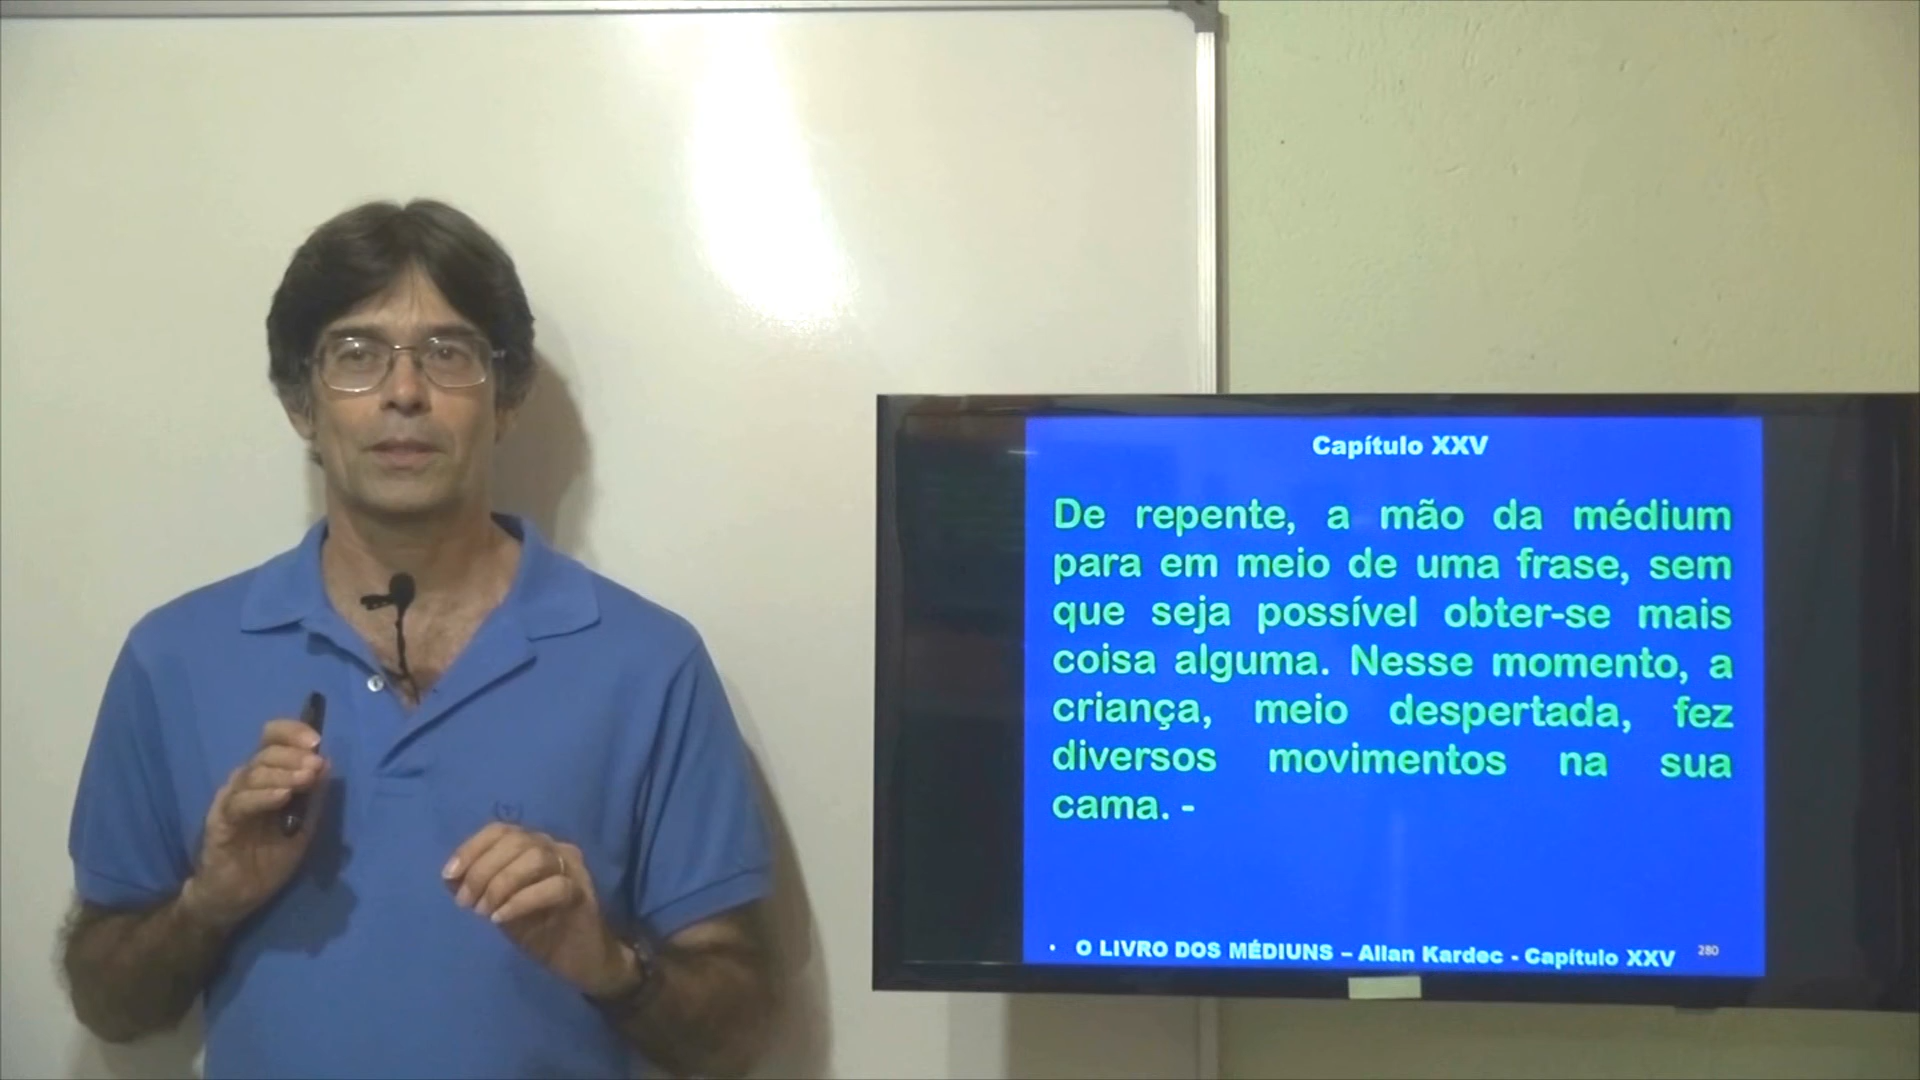 Capítulo XXV
De repente, a mão da médium
para em meio de uma frase, sem
que seja possível obter-se mais
coisa alguma. Nesse momento, a
criança, meio despertada, fez
diversos movimentos na sua
cama. -
• O LIVRO DOS MÉDIUNS – Allan Kardec - Capítulo XXV 280